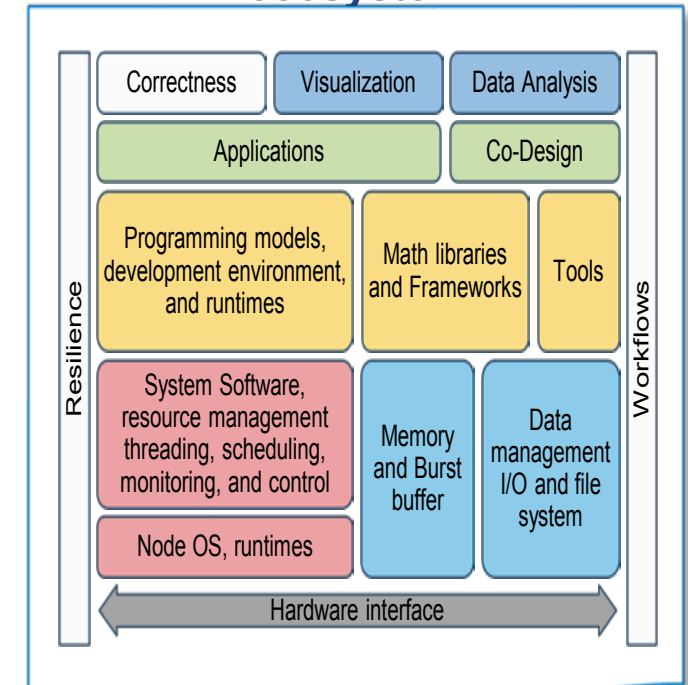 Correctness
Visualization
Data Analysis
Applications
Co-Design
Programming models,
development environment,
and runtimes
Math libraries
and Frameworks
Tools
Resilience
Workflows
System Software,
resource management
threading, scheduling,
monitoring, and control
Memory
and Burst
buffer
Data
management
I/O and file
system
Node OS, runtimes
Hardware interface